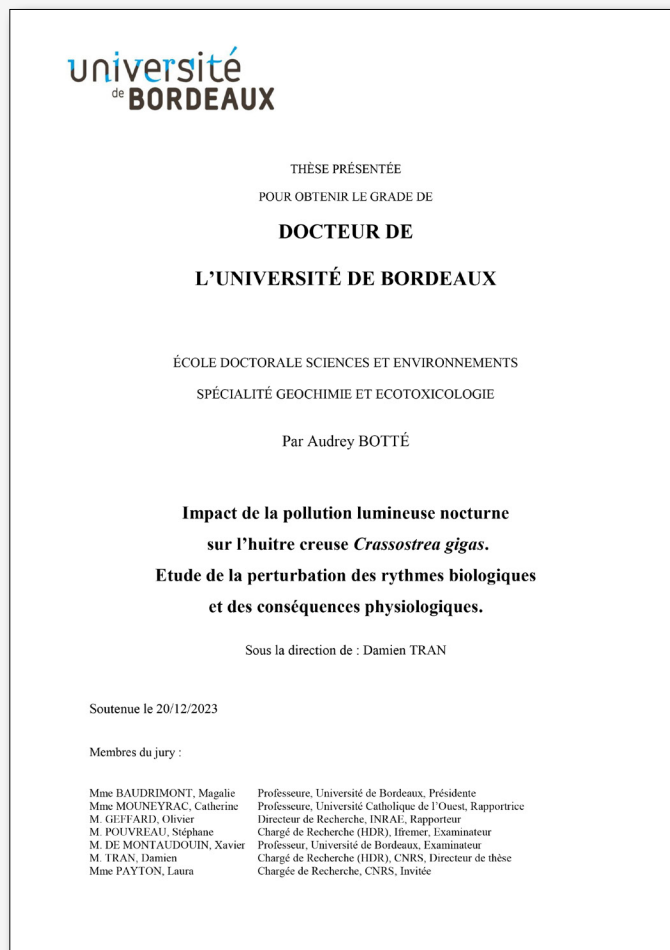 université
de BORDEAUX
THÈSE PRÉSENTÉE
POUR OBTENIR LE GRADE DE
DOCTEUR DE
L’UNIVERSITÉ DE BORDEAUX
ÉCOLE DOCTORALE SCIENCES ET ENVIRONNEMENTS
SPÉCIALITÉ GEOCHIMIE ET ECOTOXICOLOGIE
Par Audrey BOTTÉ
Impact de la pollution lumineuse nocturne
sur l’huitre creuse Crassostrea gigas.
Etude de la perturbation des rythmes biologiques
et des conséquences physiologiques.
Sous la direction de : Damien TRAN
Soutenue le 20/12/2023
Membres du jury :
Mme BAUDRIMONT, Magalie Professeure, Université de Bordeaux, Présidente
Mme MOUNEYRAC, Catherine Professeure, Université Catholique de l’Ouest, Rapportrice
M. GEFFARD, Olivier Directeur de Recherche, INRAE, Rapporteur
M. POUVREAU, Stéphane Chargé de Recherche (HDR), Ifremer, Examinateur
M. DE MONTAUDOUIN, Xavier Professeur, Université de Bordeaux, Examinateur
M. TRAN, Damien Chargé de Recherche (HDR), CNRS, Directeur de thèse
Mme PAYTON, Laura Chargée de Recherche, CNRS, Invitée